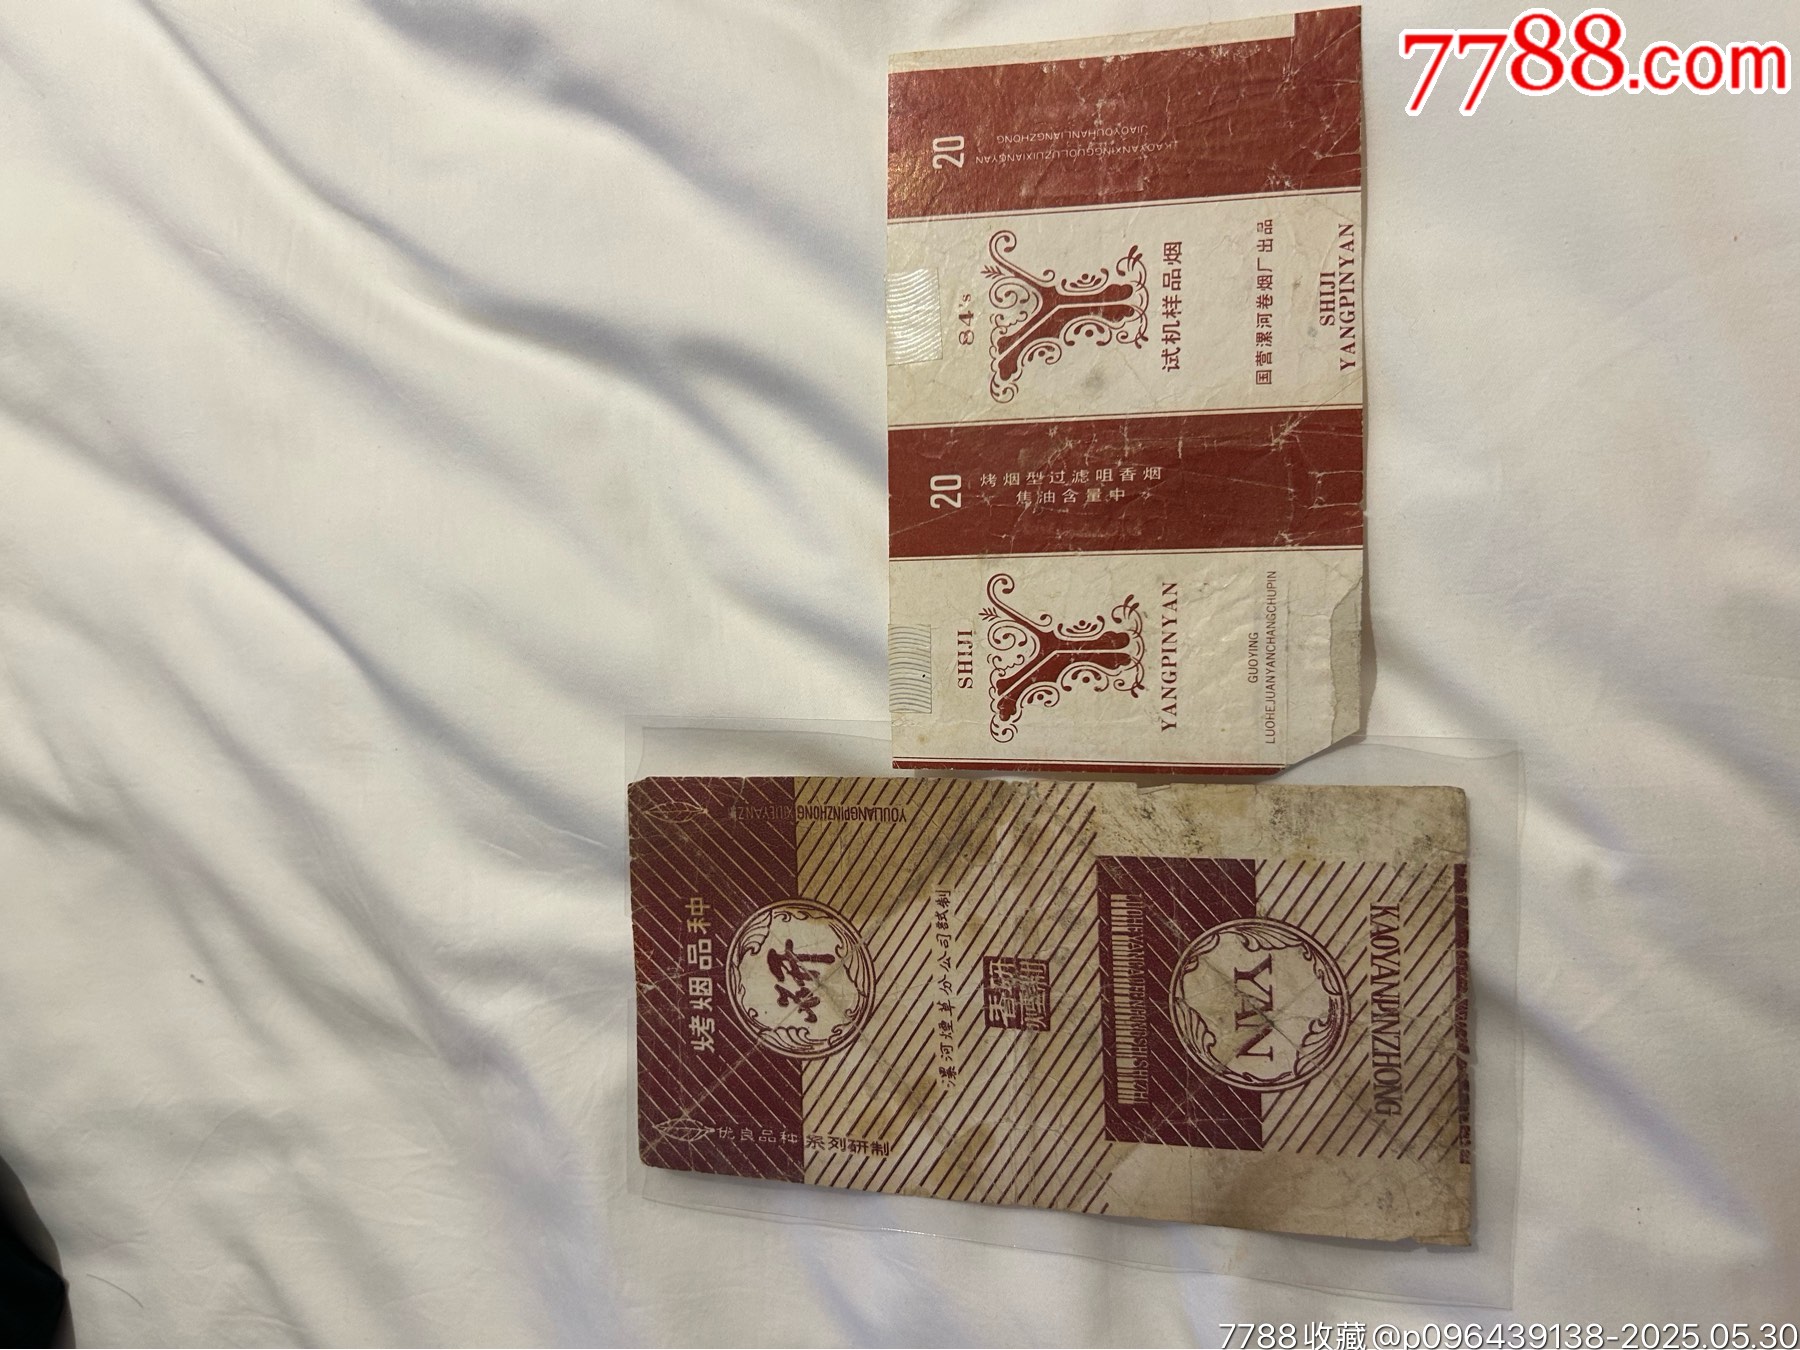 7788.com
20
KAOYANXINGGUOLUZUIXIANGYAN
JIAOYOUHANLIANGZHONG
84's
试机样品烟
国营漯河卷烟厂出品
SHIJI
YANGPINYAN
20
烤烟型过滤咀香烟
焦油含量中
SHIJI
YANGPINYAN
GUOYING
LUOHEJUANYANCHANGCHUPIN
烤烟品种
研
YOULIANGPINZHONG
优良品种系列研制
漯河煙草分公司試制
YAN
KAOYANPINZHONG
7788收藏@p096439138-2025.05.30